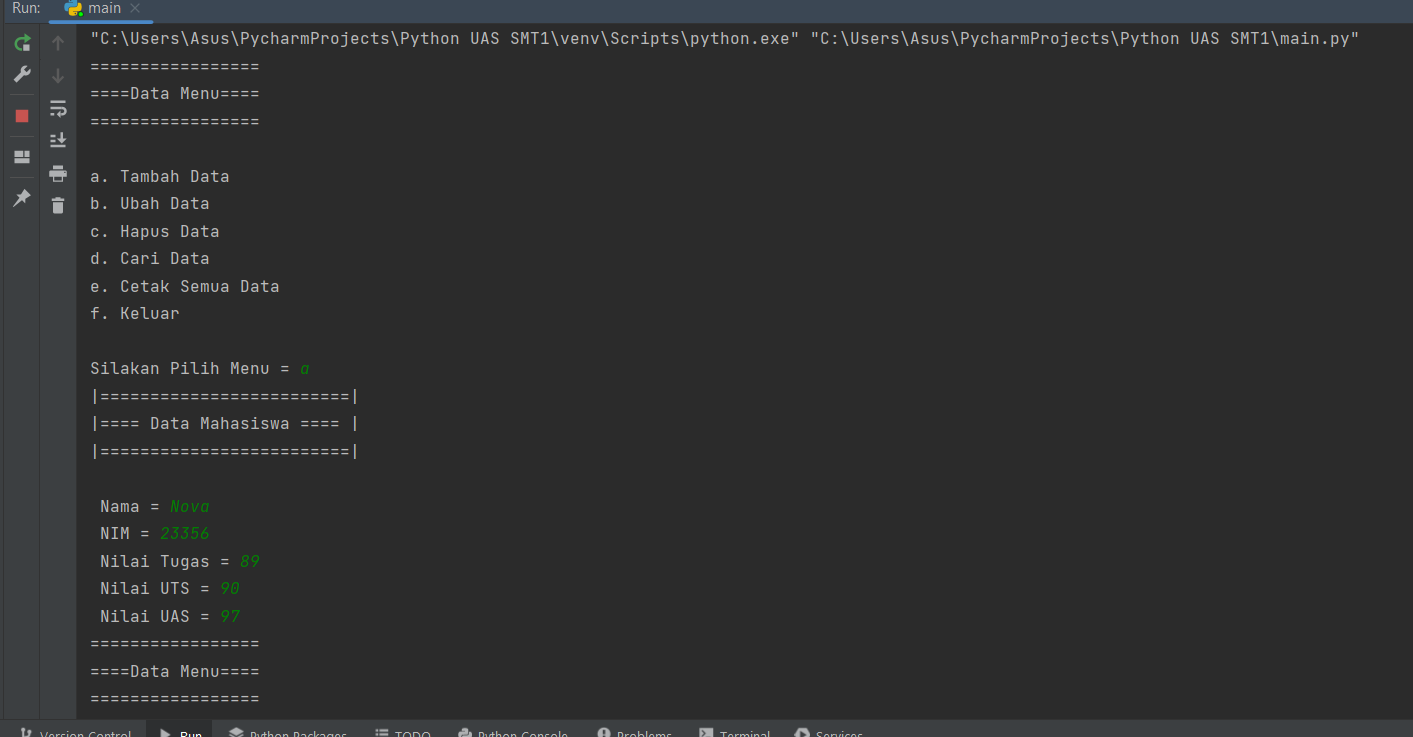 Run: main
"C:\Users\Asus\PycharmProjects\Python UAS SMT1\venv\Scripts\python.exe" "C:\Users\Asus\PycharmProjects\Python UAS SMT1\main.py"
=================
====Data Menu====
=================
a. Tambah Data
b. Ubah Data
c. Hapus Data
d. Cari Data
e. Cetak Semua Data
f. Keluar
Silakan Pilih Menu = a
|=========================|
|==== Data Mahasiswa ==== |
|=========================|
Nama = Nova
NIM = 23356
Nilai Tugas = 89
Nilai UTS = 90
Nilai UAS = 97
=================
====Data Menu====
=================
Version Control Run Python Packages TODO Python Console Problems Terminal Services